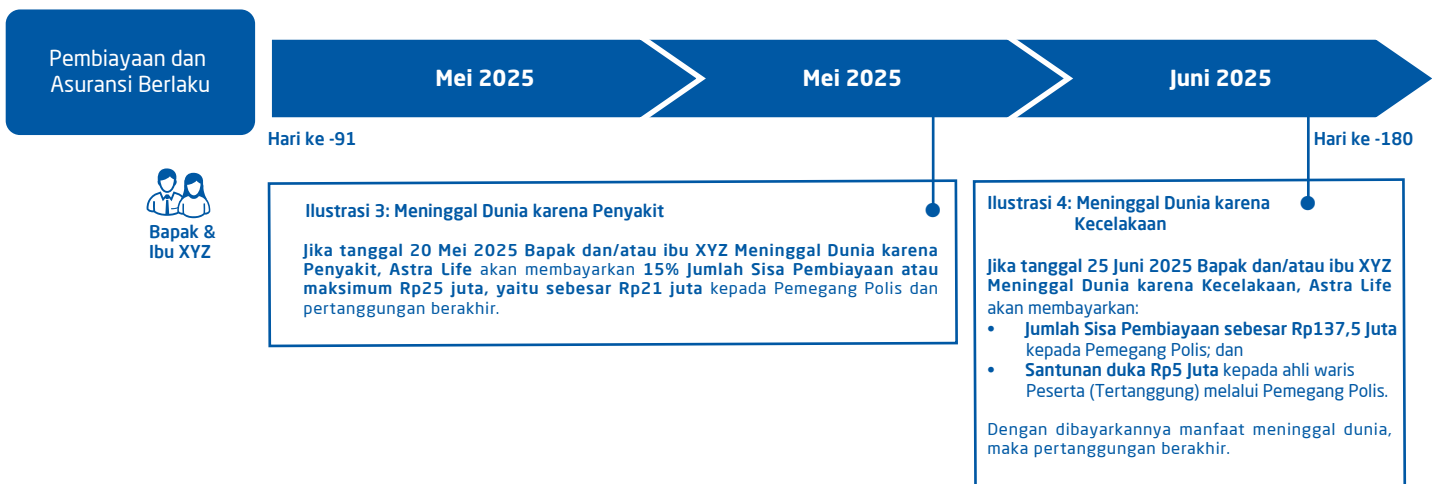 Pembiayaan dan
Asuransi Berlaku
Mei 2025
Mei 2025
Juni 2025
Hari ke -91
Hari ke -180
Bapak &
Ibu XYZ
Ilustrasi 3: Meninggal Dunia karena Penyakit
Jika tanggal 20 Mei 2025 Bapak dan/atau ibu XYZ Meninggal Dunia karena
Penyakit, Astra Life akan membayarkan 15% Jumlah Sisa Pembiayaan atau
maksimum Rp25 juta, yaitu sebesar Rp21 juta kepada Pemegang Polis dan
pertanggungan berakhir.
Ilustrasi 4: Meninggal Dunia karena
Kecelakaan
Jika tanggal 25 Juni 2025 Bapak dan/atau ibu XYZ
Meninggal Dunia karena Kecelakaan, Astra Life
akan membayarkan:
• Jumlah Sisa Pembiayaan sebesar Rp137,5 Juta
kepada Pemegang Polis; dan
• Santunan duka Rp5 Juta kepada ahli waris
Peserta (Tertanggung) melalui Pemegang Polis.
Dengan dibayarkannya manfaat meninggal dunia,
maka pertanggungan berakhir.